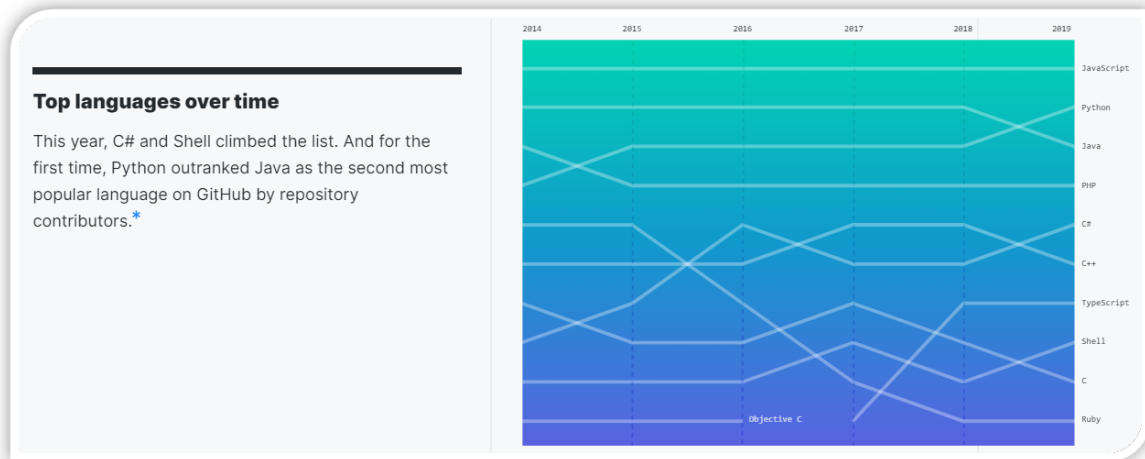 Top languages over time
This year, C# and Shell climbed the list. And for the
first time, Python outranked Java as the second most
popular language on GitHub by repository
contributors.*
2014 2015 2016 2017 2018 2019
JavaScript
Python
Java
PHP
C#
C++
TypeScript
Shell
C
Objective C
Ruby